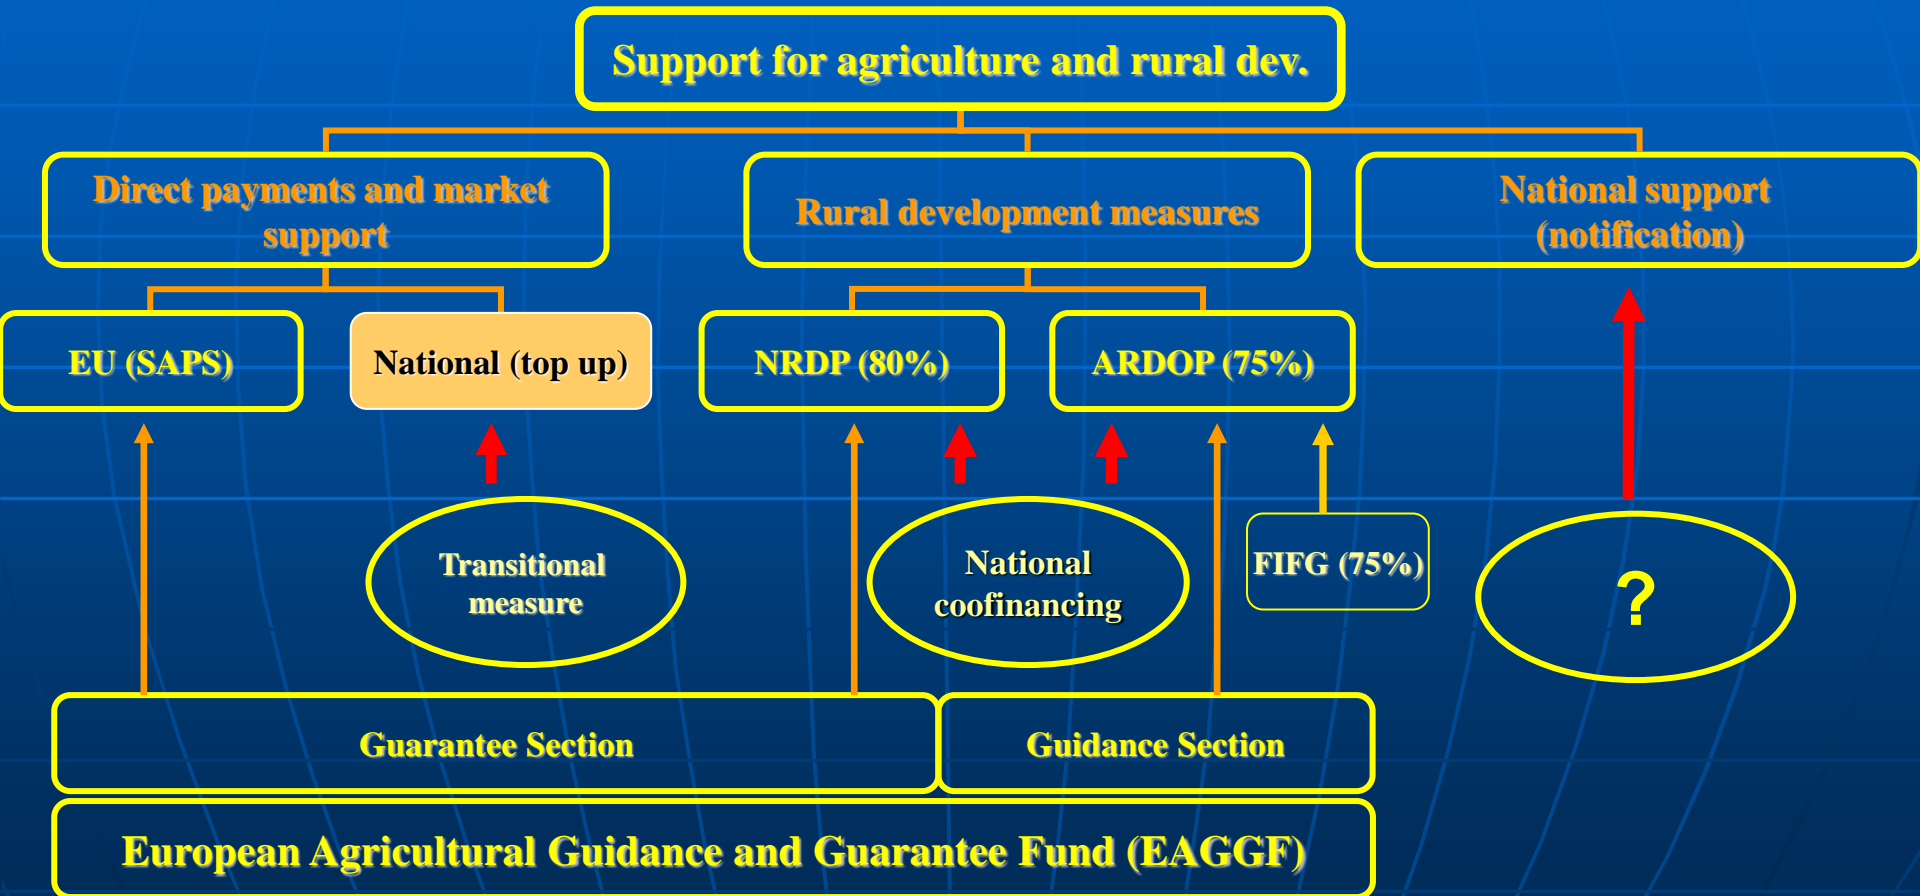 Support for agriculture and rural dev.
Direct payments and market
support
Rural development measures
National support
(notification)
EU (SAPS)
National (top up)
NRDP (80%)
ARDOP (75%)
Transitional
measure
National
coofinancing
FIFG (75%)
?
Guarantee Section
Guidance Section
European Agricultural Guidance and Guarantee Fund (EAGGF)